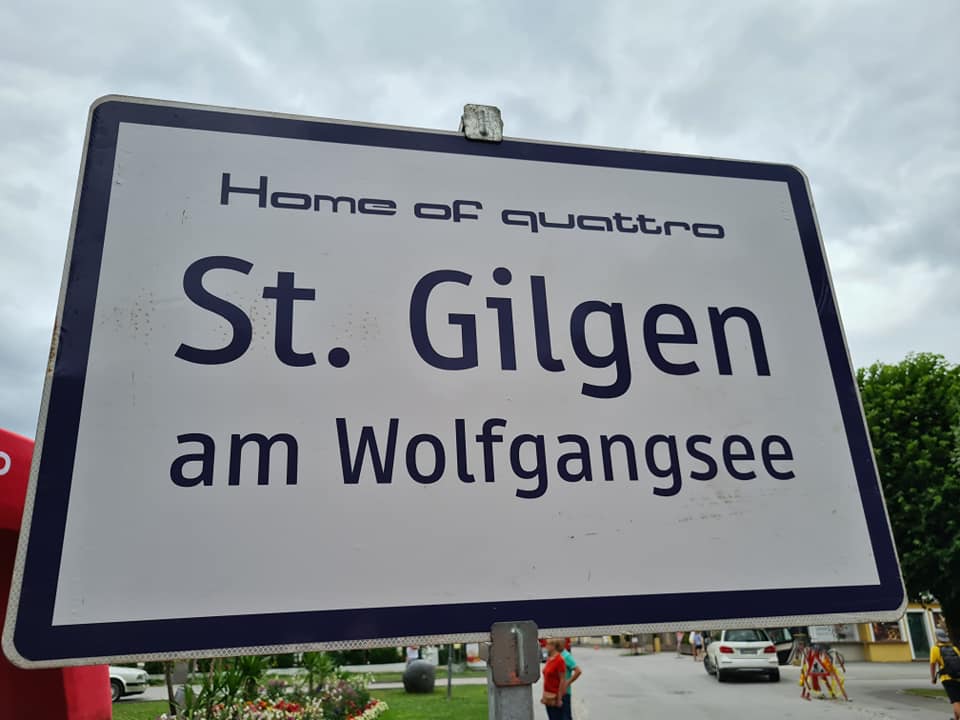 Home of quattro
St. Gilgen
am Wolfgangsee